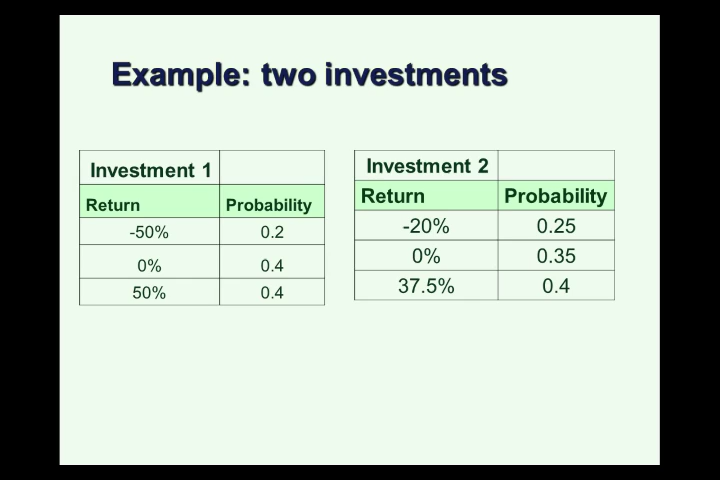 Example: two investments
Investment 1
Return Probability
-50% 0.2
0% 0.4
50% 0.4
Investment 2
Return Probability
-20% 0.25
0% 0.35
37.5% 0.4